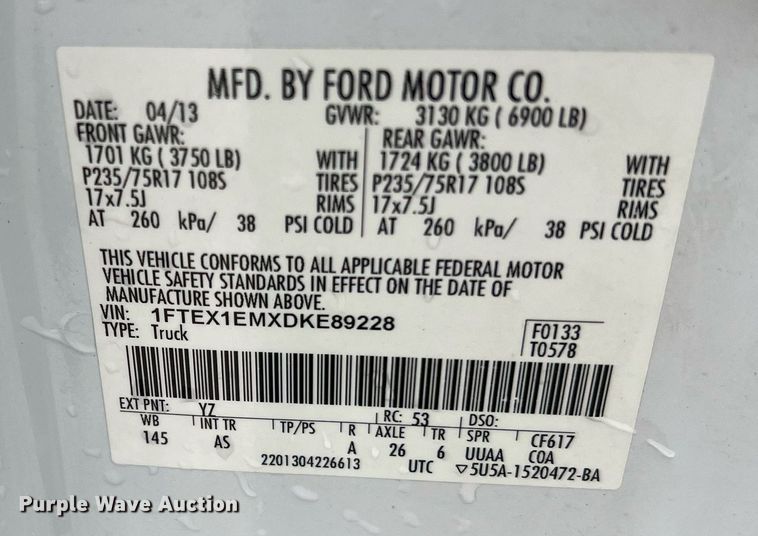 MFD. BY FORD MOTOR CO.
DATE: 04/13 GVWR: 3130 KG ( 6900 LB)
FRONT GAWR: REAR GAWR:
1701 KG ( 3750 LB) WITH 1724 KG ( 3800 LB) WITH
P235/75R17 108S TIRES P235/75R17 108S TIRES
17x7.5J RIMS 17x7.5J RIMS
AT 260 kPa/ 38 PSI COLD AT 260 kPa/ 38 PSI COLD
THIS VEHICLE CONFORMS TO ALL APPLICABLE FEDERAL MOTOR
VEHICLE SAFETY STANDARDS IN EFFECT ON THE DATE OF
MANUFACTURE SHOWN ABOVE.
VIN: 1FTEX1EMXDKE89228 F0133
TYPE: Truck T0578
EXT PNT: YZ RC: 53 DSO:
WB INT TR TP/PS R AXLE TR SPR CF617
145 AS A 26 6 UUAA C0A
2201304226613 UTC ▽5U5A-1520472-BA
Purple Wave Auction